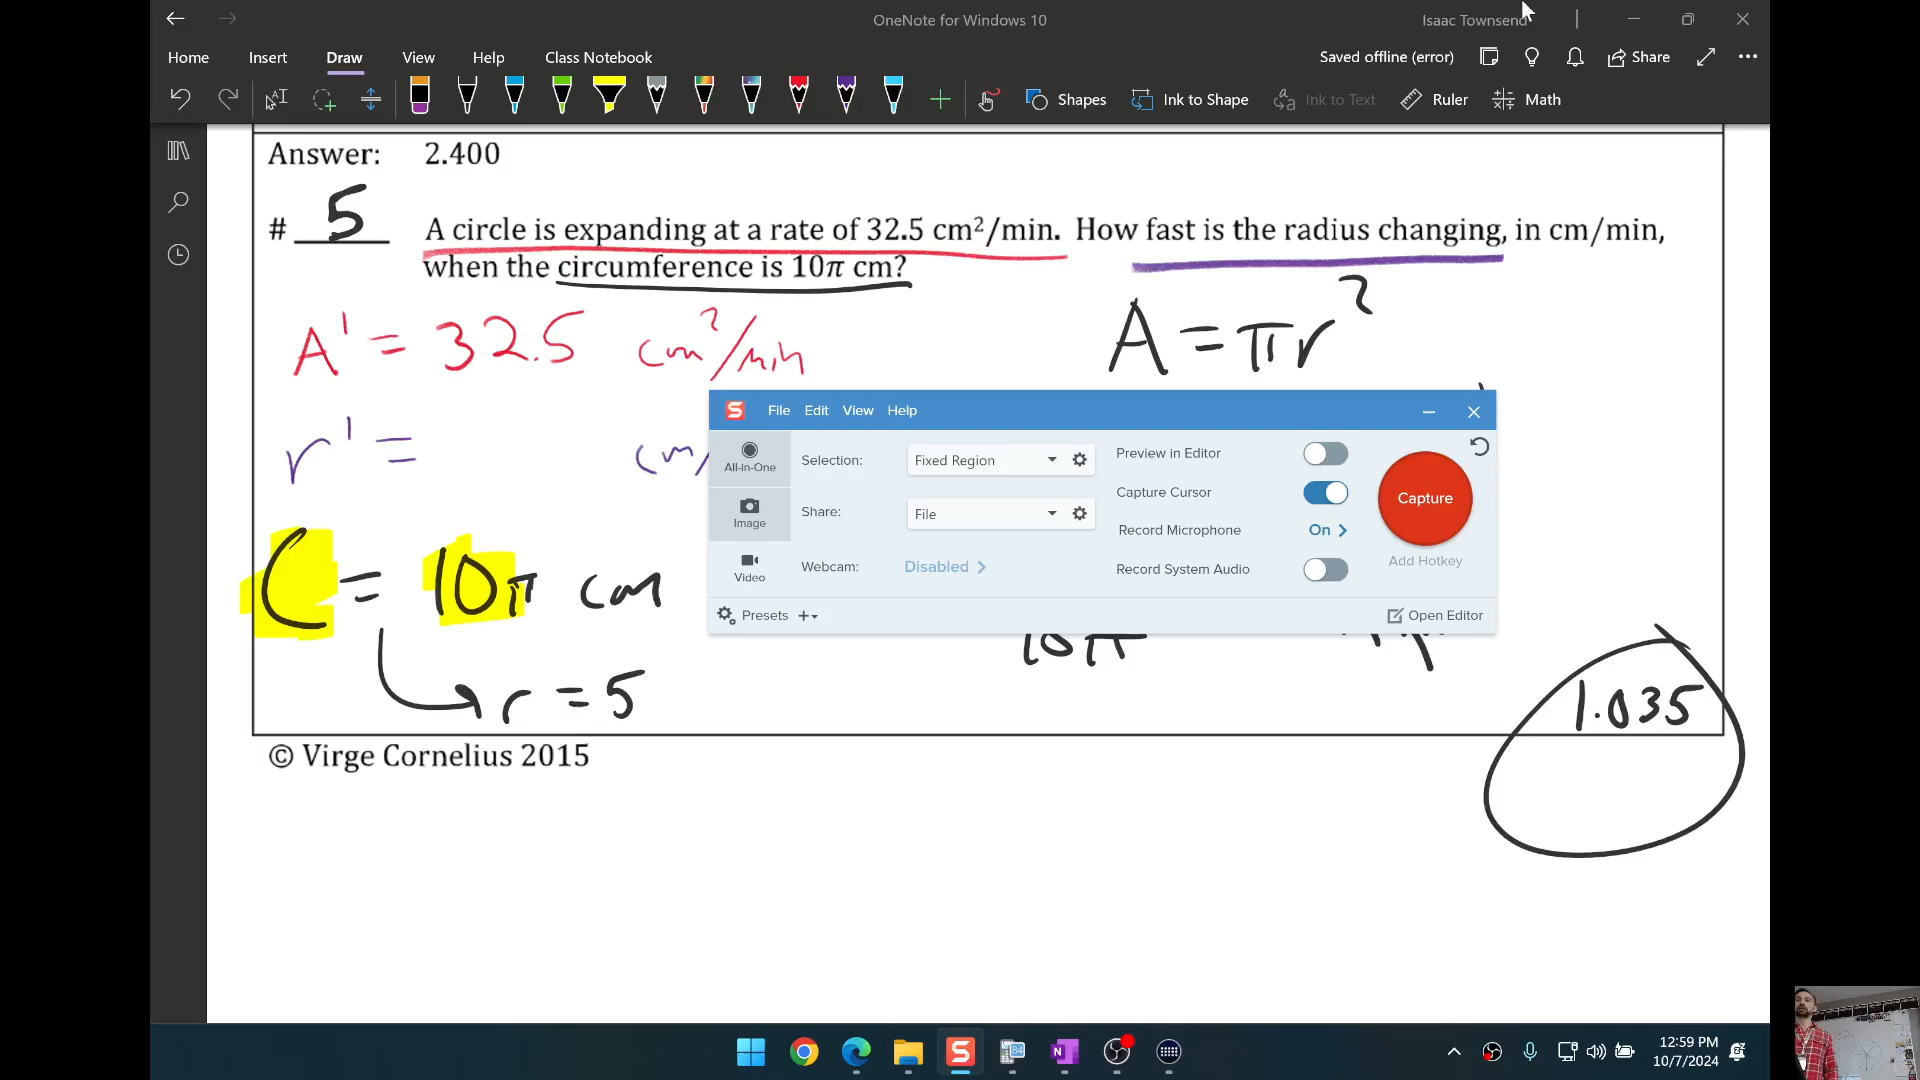 OneNote for Windows 10
Isaac Townsend
Home Insert Draw View Help Class Notebook
Saved offline (error) Share
Shapes Ink to Shape Ink to Text Ruler Math
Answer: 2.400
# 5 A circle is expanding at a rate of 32.5 cm²/min. How fast is the radius changing, in cm/min,
when the circumference is 10π cm?
A' = 32.5 cm²/min
A = πr²
r' = cm/
C = 10π cm
10π
r = 5
1.035
© Virge Cornelius 2015
File Edit View Help
All-in-One
Image
Video
Selection: Fixed Region
Share: File
Webcam: Disabled
Preview in Editor
Capture Cursor
Record Microphone On
Record System Audio
Capture
Add Hotkey
Presets
Open Editor
84
12:59 PM
10/7/2024